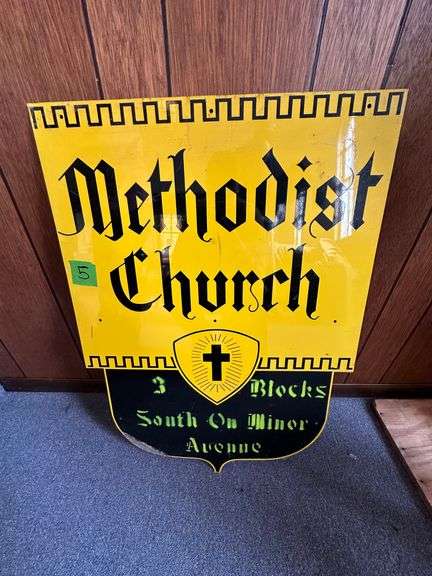 Methodist
Church
5
3 Blocks
South On Minor
Avenue